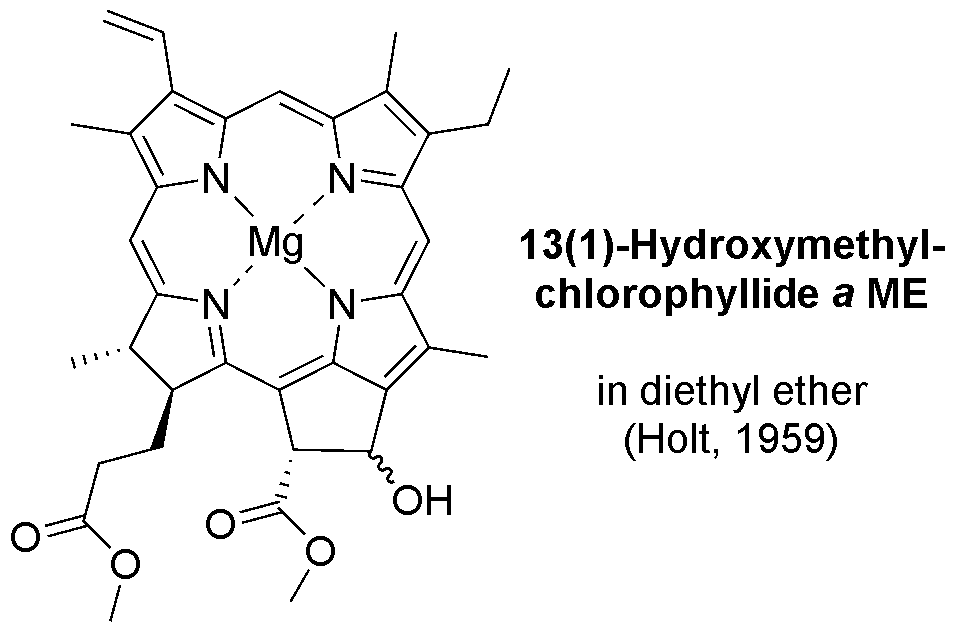 N
N
Mg
13(1)-Hydroxymethyl-
chlorophyllide a ME
N
N
in diethyl ether
(Holt, 1959)
OH
O
O
O
O